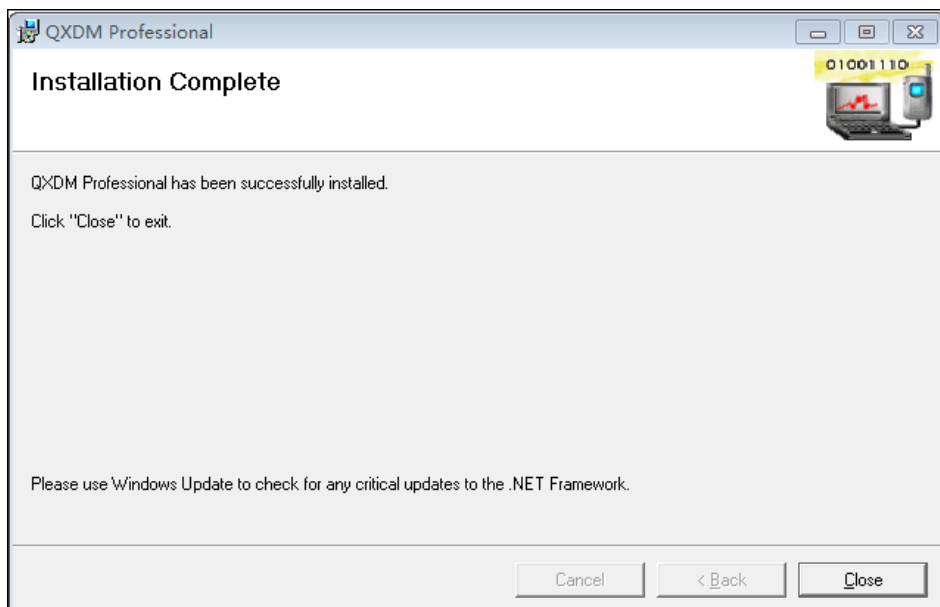 QXDM Professional
Installation Complete
01001110
QXDM Professional has been successfully installed.
Click "Close" to exit.
Please use Windows Update to check for any critical updates to the .NET Framework.
Cancel
< Back
Close